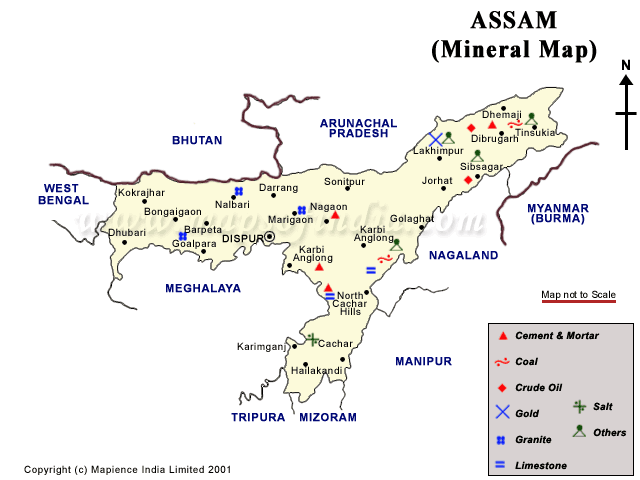 ASSAM
(Mineral Map)
N
ARUNACHAL
PRADESH
BHUTAN
Dhemaji
Tinsukia
Dibrugarh
Lakhimpur
Sibsagar
WEST
BENGAL
Kokrajhar
Darrang
Sonitpur
Jorhat
MYANMAR
(BURMA)
Nalbari
Nagaon
Bongaigaon
Marigaon
Golaghat
Barpeta
Dhubari
DISPUR
Goalpara
Karbi
Anglong
Karbi
Anglong
NAGALAND
MEGHALAYA
North
Cachar
Hills
Map not to Scale
www.mapsofindia.com
Karimganj
Cachar
Hailakandi
MANIPUR
TRIPURA
MIZORAM
Cement & Mortar
Coal
Crude Oil
Gold
Salt
Granite
Others
Limestone
Copyright (c) Mapience India Limited 2001